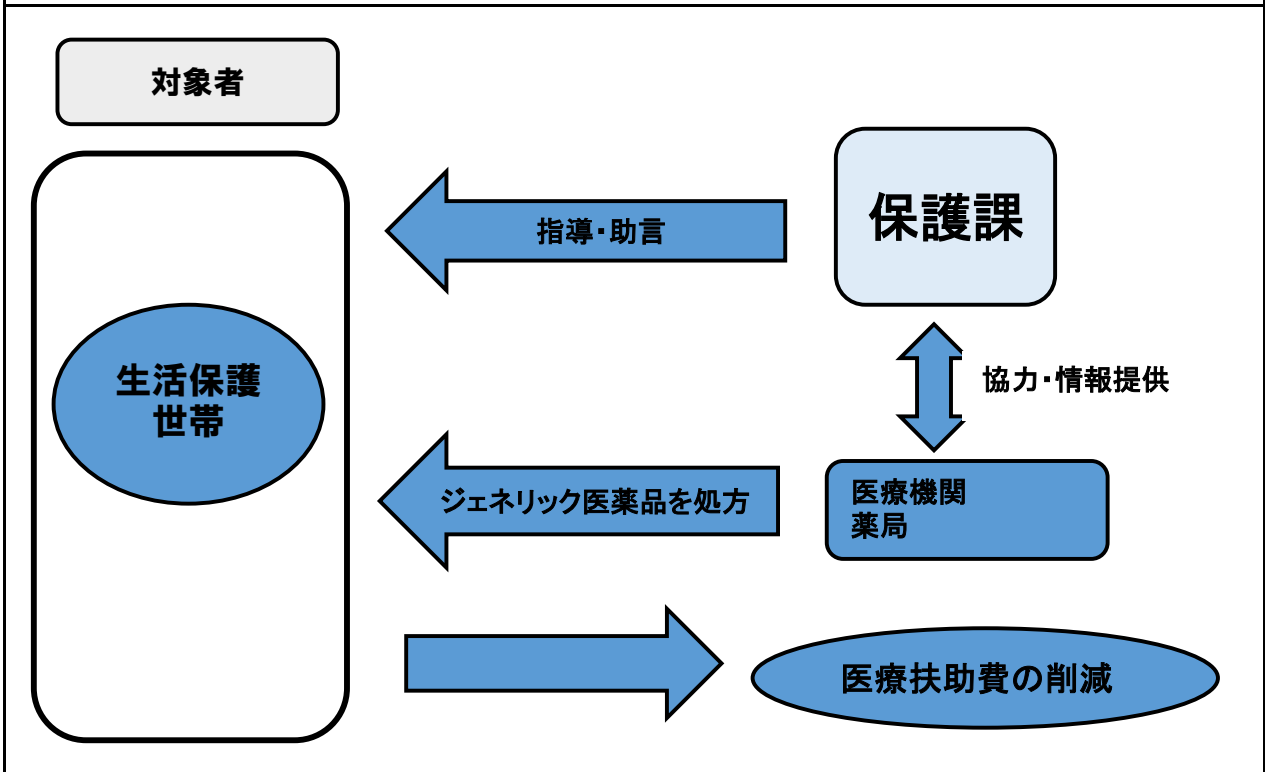 対象者
保護課
指導・助言
生活保護
世帯
協力・情報提供
ジェネリック医薬品を処方
医療機関
薬局
医療扶助費の削減